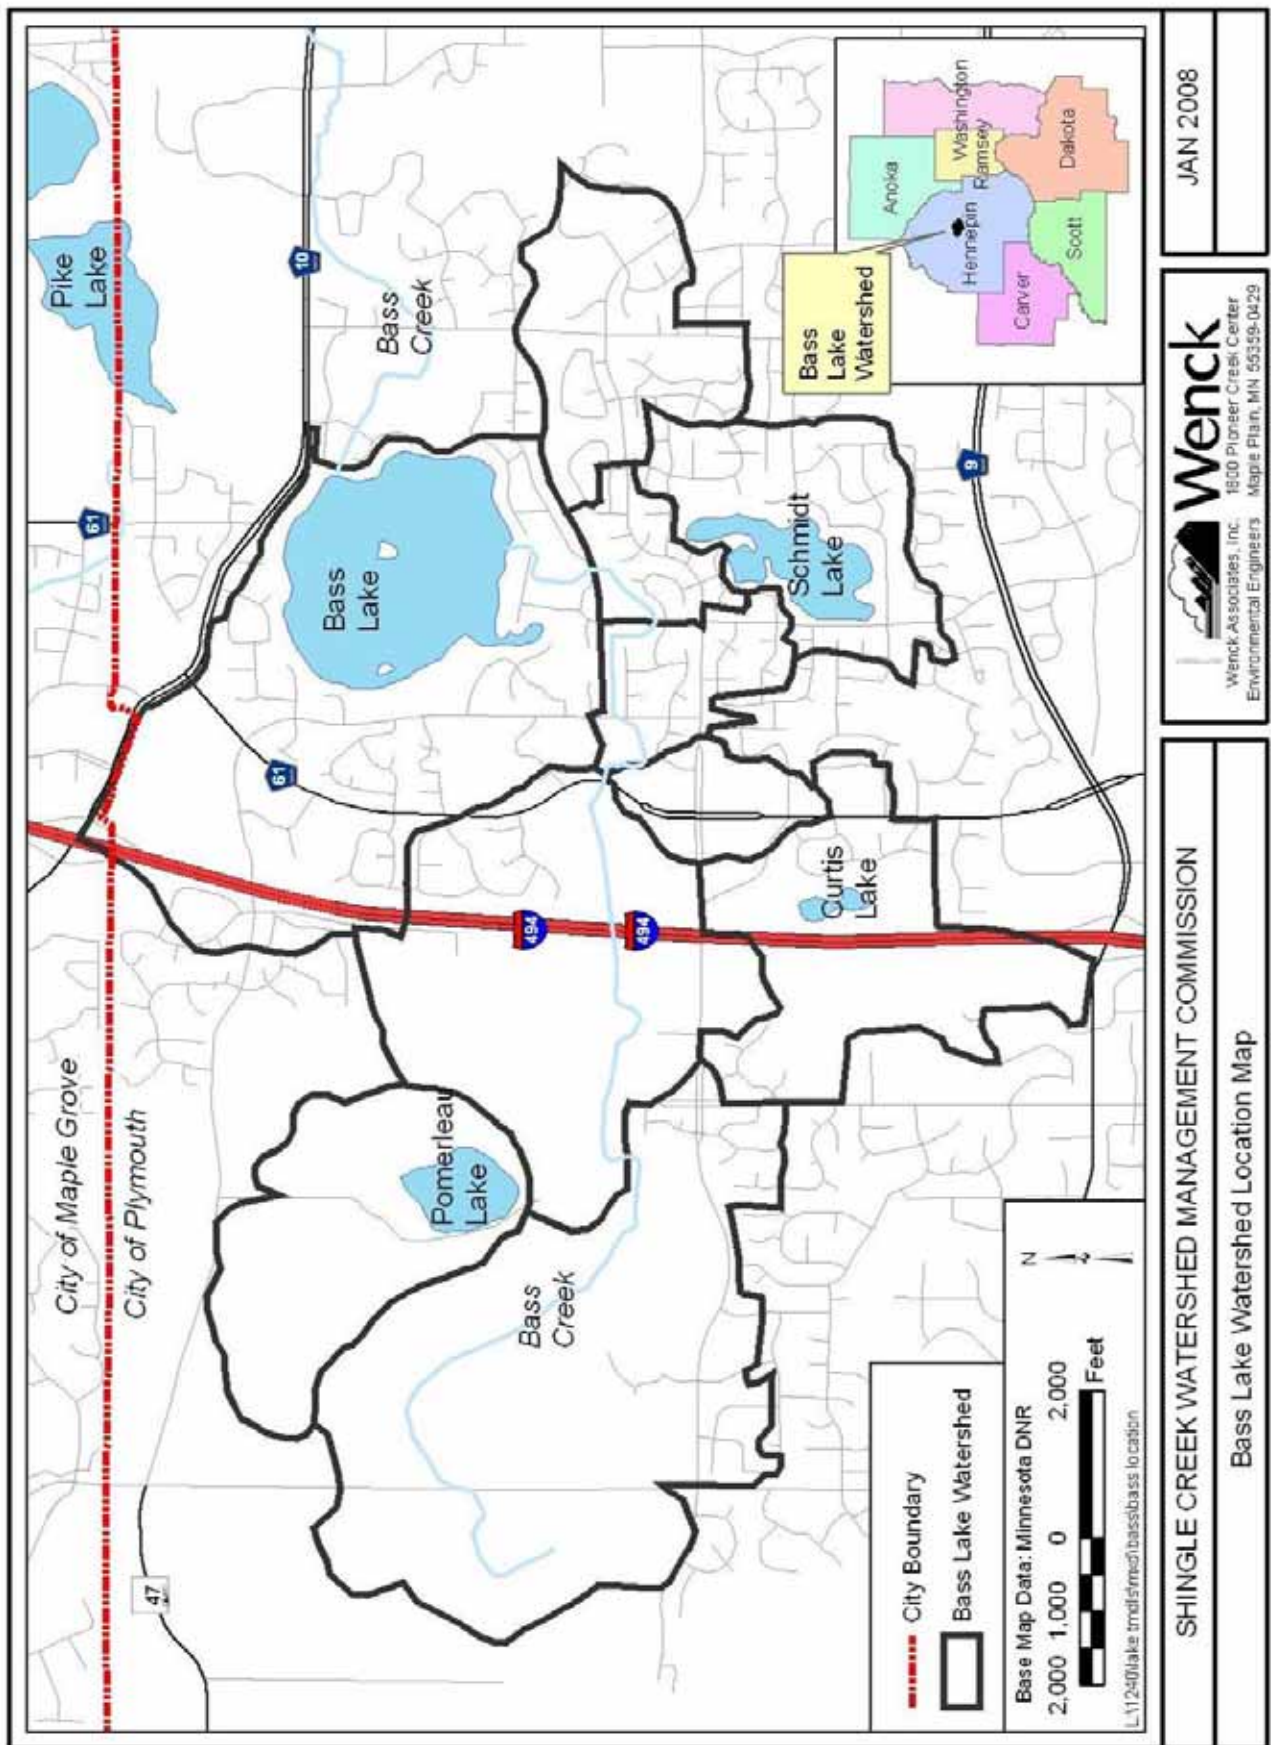 City of Maple Grove
City of Plymouth
47
61
Pike
Lake
10
61
Bass
Lake
Bass
Creek
494
494
Pomerleau
Lake
Bass
Creek
Curtis
Lake
Schmidt
Lake
9
Bass
Lake
Watershed
Anoka
Washington
Hennepin
Ramsey
Carver
Scott
Dakota
City Boundary
Bass Lake Watershed
Base Map Data: Minnesota DNR
2,000 1,000 0 2,000
Feet
N
SHINGLE CREEK WATERSHED MANAGEMENT COMMISSION
Bass Lake Watershed Location Map
Wenck
Wenck Associates, Inc. 1800 Pioneer Creek Center
Environmental Engineers Maple Plain, MN 55359-0429
JAN 2008